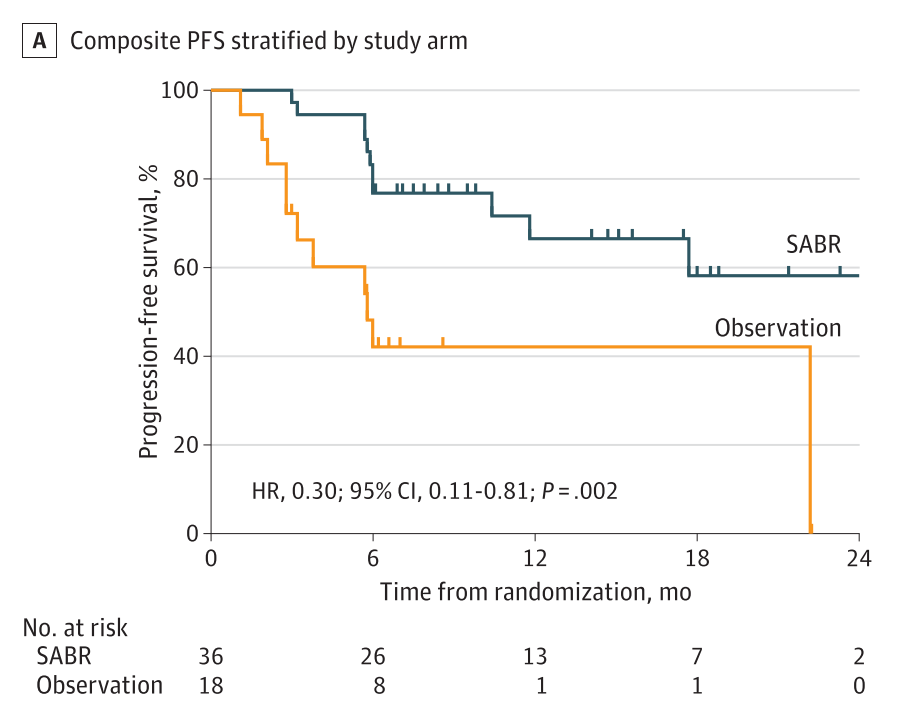 A Composite PFS stratified by study arm
100
80
60
40
20
0
Progression-free survival, %
SABR
Observation
HR, 0.30; 95% CI, 0.11-0.81; P = .002
0 6 12 18 24
Time from randomization, mo
No. at risk
SABR 36 26 13 7 2
Observation 18 8 1 1 0